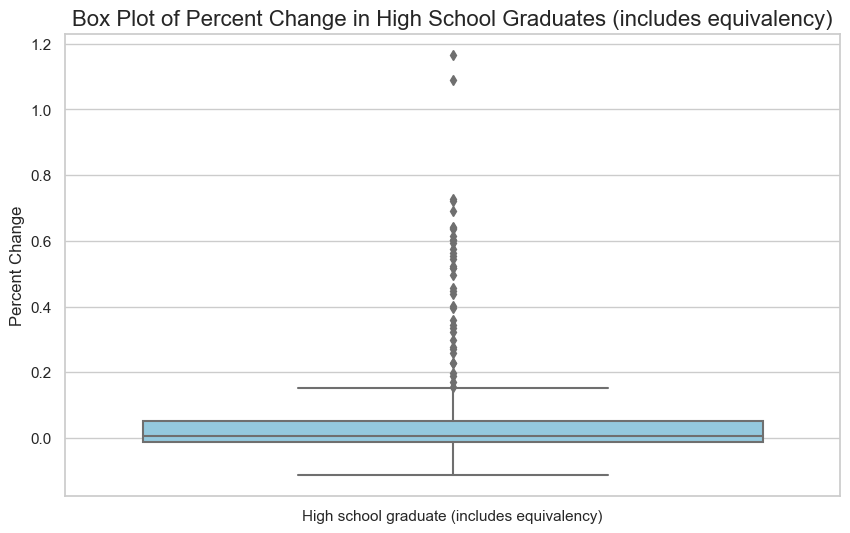 Box Plot of Percent Change in High School Graduates (includes equivalency)
1.2
1.0
0.8
0.6
0.4
0.2
0.0
Percent Change
High school graduate (includes equivalency)